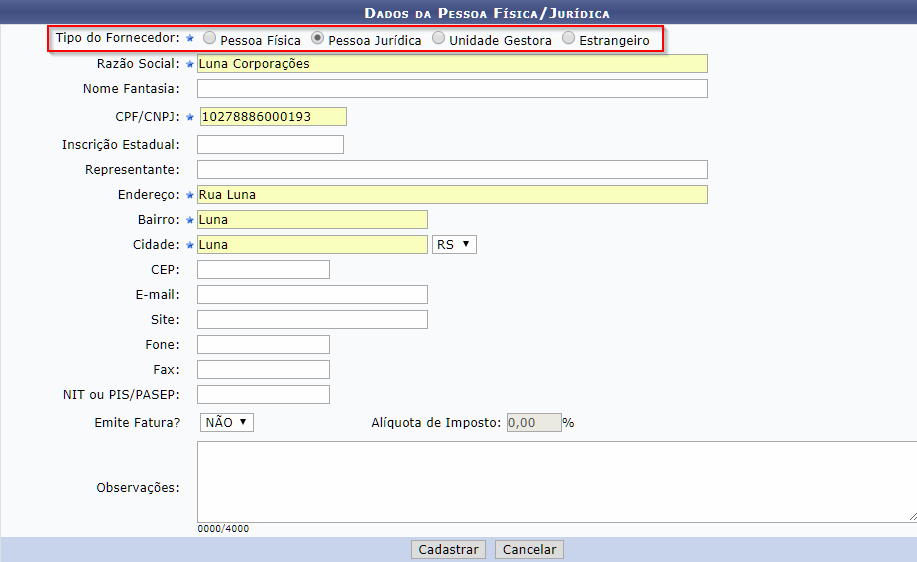 Dados da Pessoa Física/Jurídica
Tipo do Fornecedor: Pessoa Física Pessoa Jurídica Unidade Gestora Estrangeiro
Razão Social: Luna Corporações
Nome Fantasia:
CPF/CNPJ: 10278886000193
Inscrição Estadual:
Representante:
Endereço: Rua Luna
Bairro: Luna
Cidade: Luna RS
CEP:
E-mail:
Site:
Fone:
Fax:
NIT ou PIS/PASEP:
Emite Fatura? NÃO Alíquota de Imposto: 0,00 %
Observações:
0000/4000
Cadastrar Cancelar